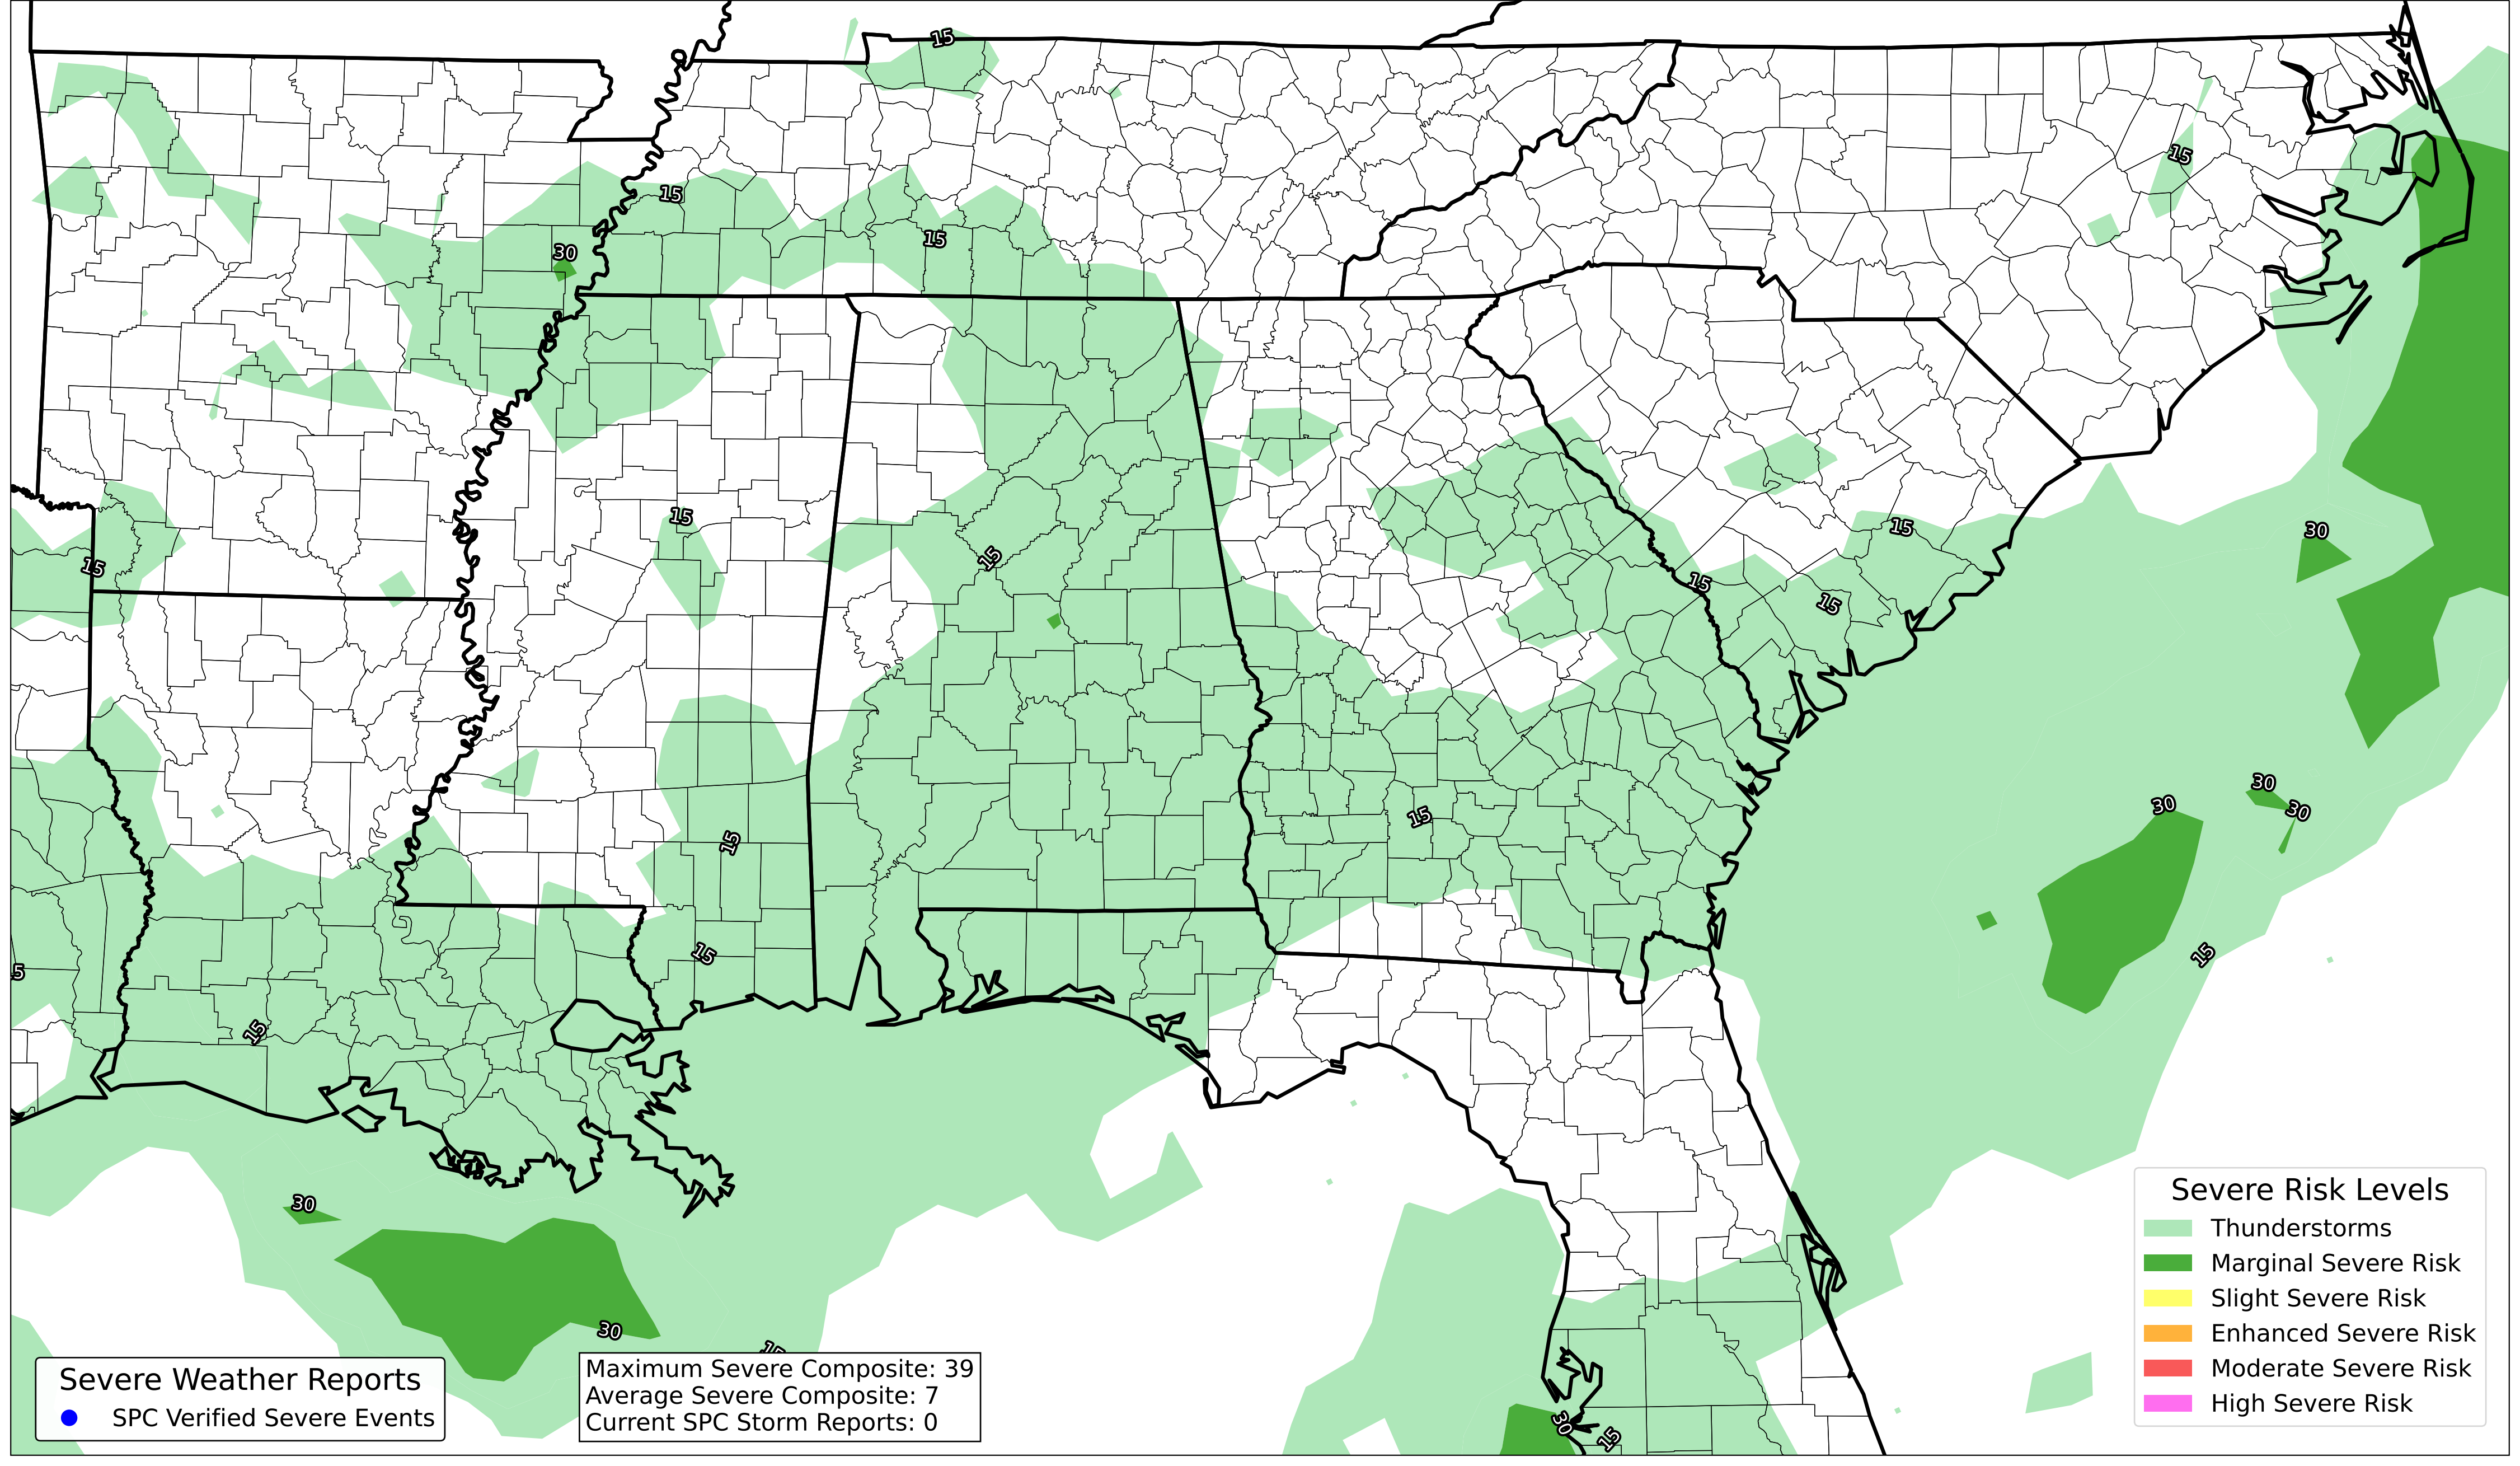 15
15
15
30
15
15
30
15
15
15
15
15
30
30
30
15
15
15
15
5
15
30
30
15
30
15
Severe Risk Levels
Thunderstorms
Marginal Severe Risk
Slight Severe Risk
Enhanced Severe Risk
Moderate Severe Risk
High Severe Risk
Severe Weather Reports
SPC Verified Severe Events
Maximum Severe Composite: 39
Average Severe Composite: 7
Current SPC Storm Reports: 0